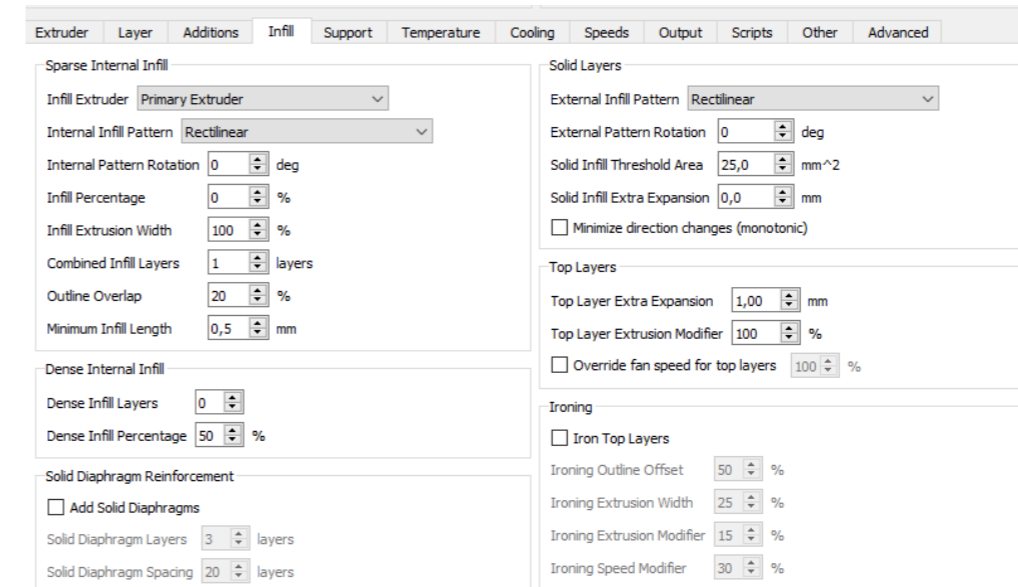 Extruder Layer Additions Infill Support Temperature Cooling Speeds Output Scripts Other Advanced
Sparse Internal Infill
Infill Extruder Primary Extruder
Internal Infill Pattern Rectilinear
Internal Pattern Rotation 0 deg
Infill Percentage 0 %
Infill Extrusion Width 100 %
Combined Infill Layers 1 layers
Outline Overlap 20 %
Minimum Infill Length 0,5 mm
Dense Internal Infill
Dense Infill Layers 0
Dense Infill Percentage 50 %
Solid Diaphragm Reinforcement
Add Solid Diaphragms
Solid Diaphragm Layers 3 layers
Solid Diaphragm Spacing 20 layers
Solid Layers
External Infill Pattern Rectilinear
External Pattern Rotation 0 deg
Solid Infill Threshold Area 25,0 mm^2
Solid Infill Extra Expansion 0,0 mm
Minimize direction changes (monotonic)
Top Layers
Top Layer Extra Expansion 1,00 mm
Top Layer Extrusion Modifier 100 %
Override fan speed for top layers 100 %
Ironing
Iron Top Layers
Ironing Outline Offset 50 %
Ironing Extrusion Width 25 %
Ironing Extrusion Modifier 15 %
Ironing Speed Modifier 30 %